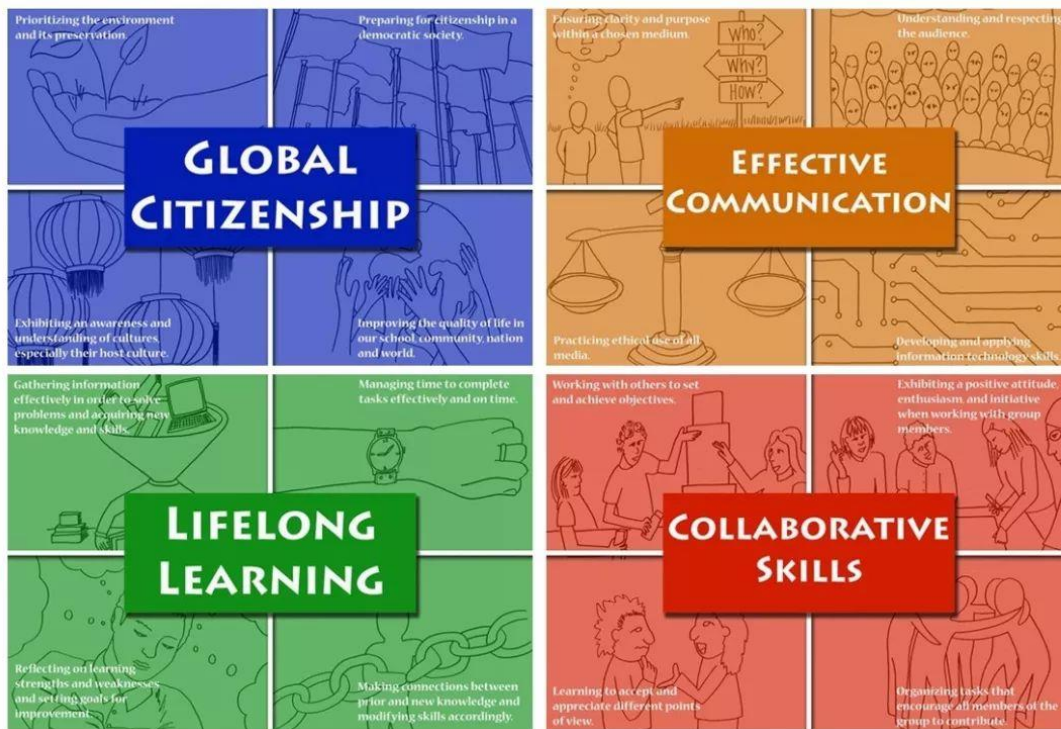 Prioritizing the environment
and its preservation.
Preparing for citizenship in a
democratic society.
GLOBAL
CITIZENSHIP
Exhibiting an awareness and
understanding of cultures,
especially their host culture.
Improving the quality of life in
our school community, nation
and world.
Ensuring clarity and purpose
within a chosen medium.
Who?
Why?
How?
Understanding and respecting
the audience.
EFFECTIVE
COMMUNICATION
Practicing ethical use of all
media.
Developing and applying
information technology skills.
Gathering information
effectively in order to solve
problems and acquiring new
knowledge and skills.
Managing time to complete
tasks effectively and on time.
LIFELONG
LEARNING
Reflecting on learning
strengths and weaknesses
and setting goals for
improvement.
Making connections between
prior and new knowledge and
modifying skills accordingly.
Working with others to set
and achieve objectives.
Exhibiting a positive attitude,
enthusiasm, and initiative
when working with group
members.
COLLABORATIVE
SKILLS
Learning to accept and
appreciate different points
of view.
Organizing tasks that
encourage all members of the
group to contribute.